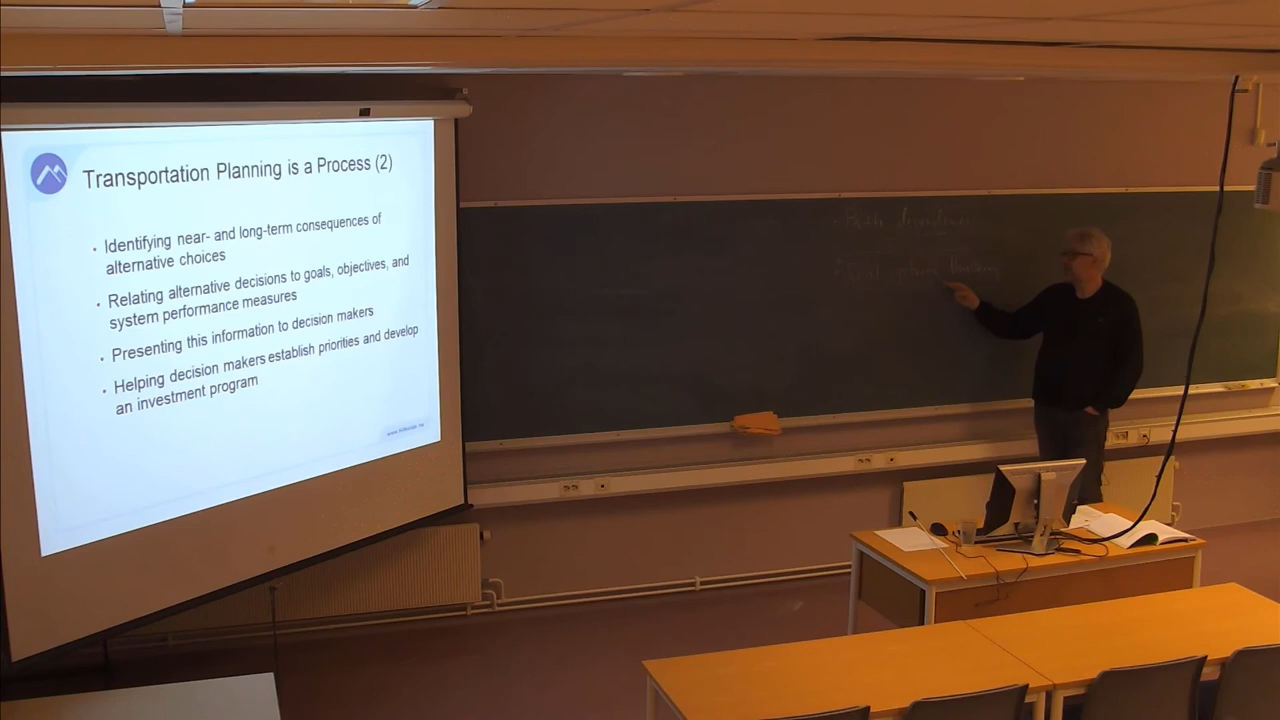 Transportation Planning is a Process (2)
• Identifying near- and long-term consequences of
alternative choices
• Relating alternative decisions to goals, objectives, and
system performance measures
• Presenting this information to decision makers
• Helping decision makers establish priorities and develop
an investment program
Path dependence